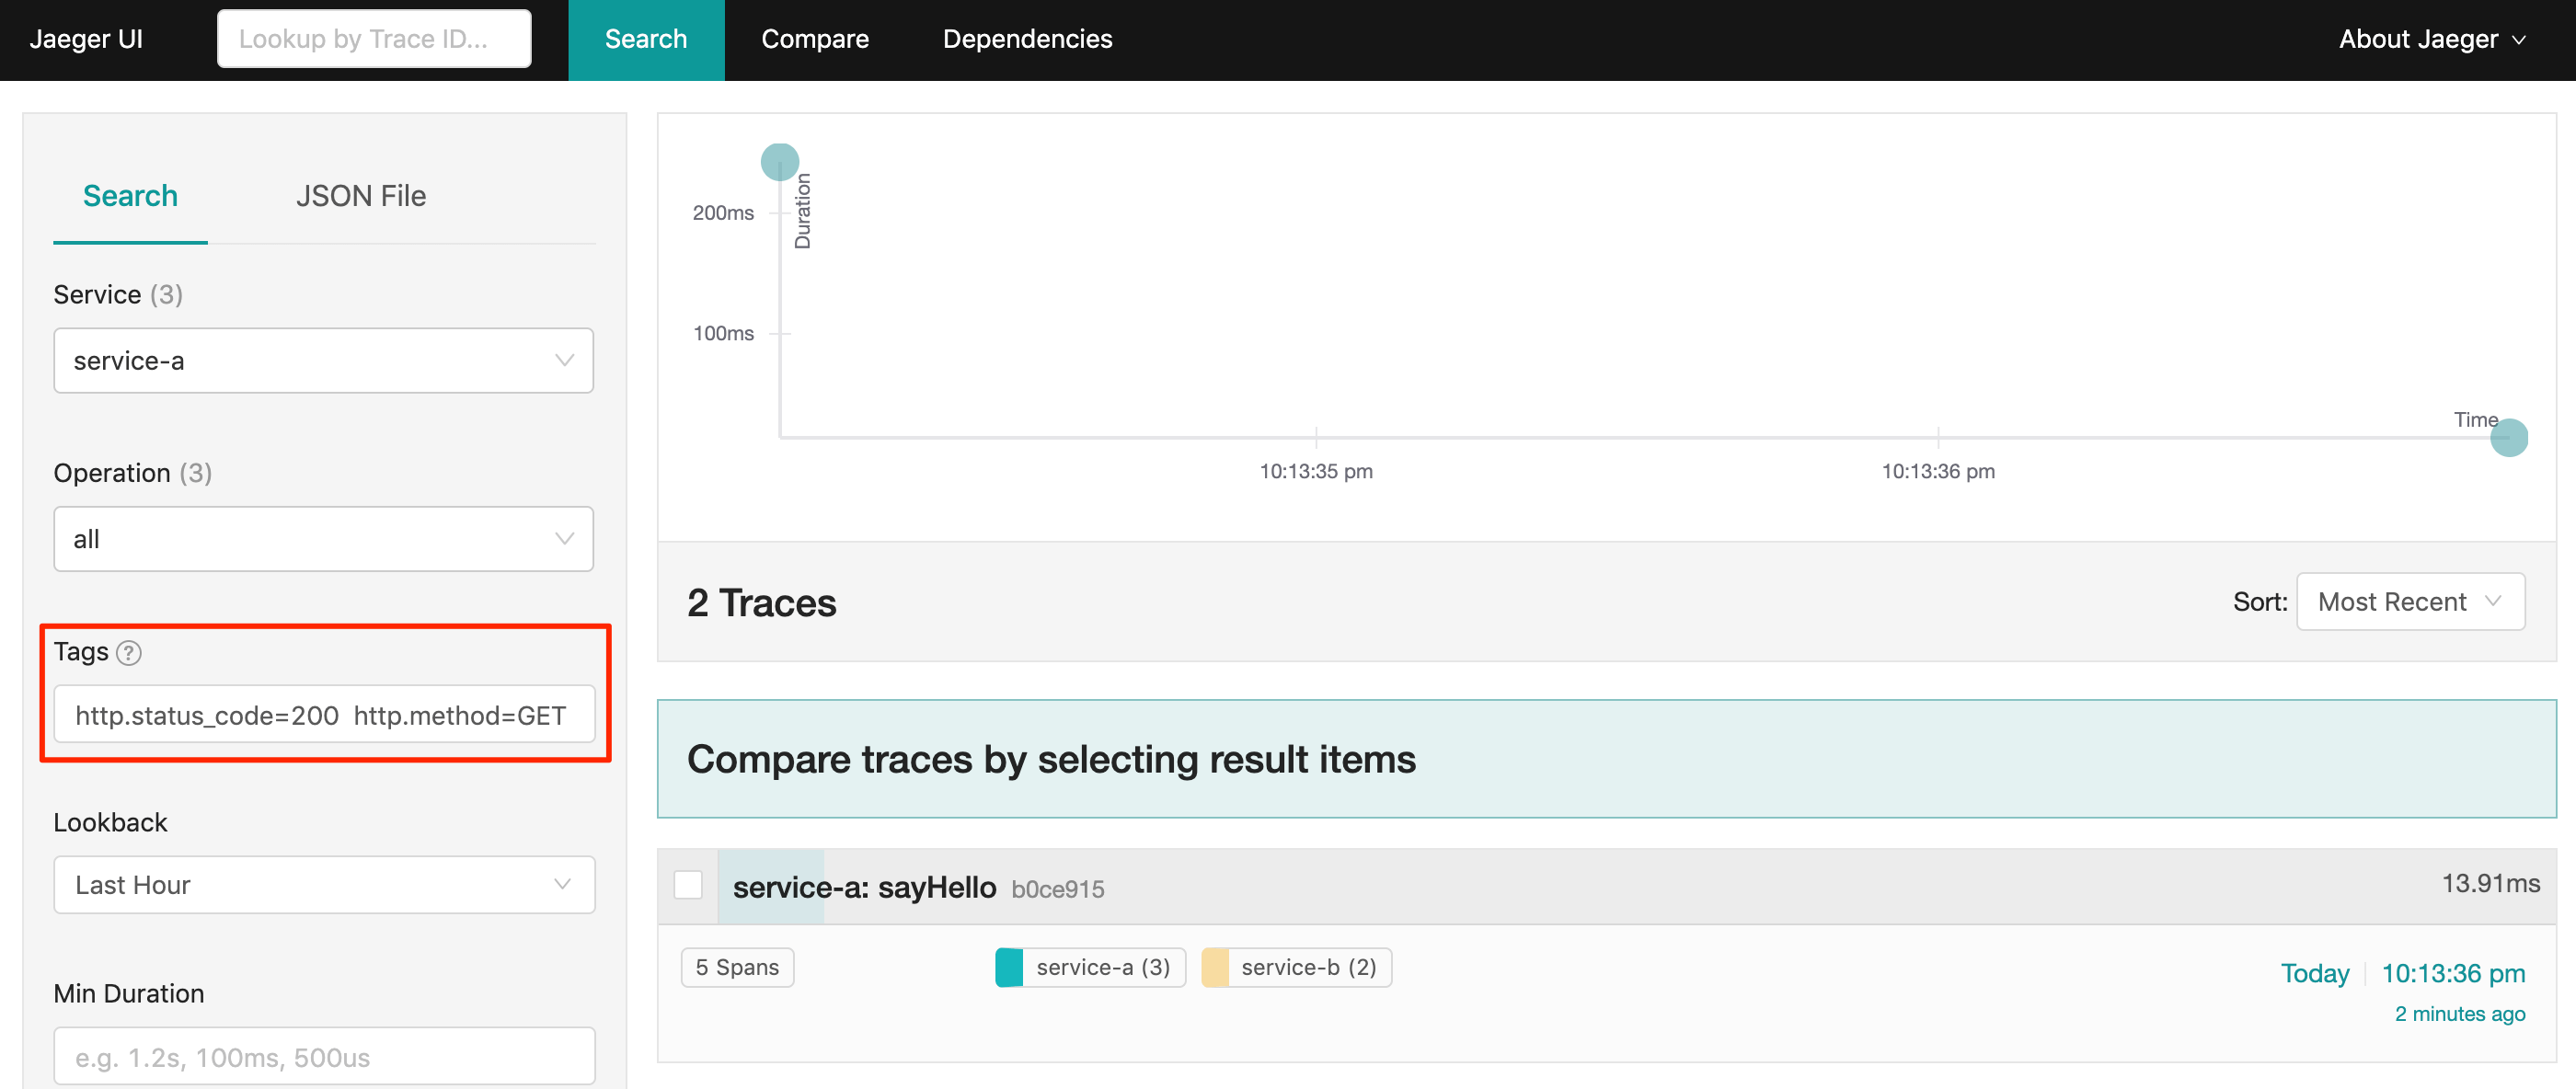 Jaeger UI
Lookup by Trace ID...
Search
Compare
Dependencies
About Jaeger
Search
JSON File
Service (3)
service-a
Operation (3)
all
Tags ?
http.status_code=200  http.method=GET
Lookback
Last Hour
Min Duration
e.g. 1.2s, 100ms, 500us
Duration
200ms
100ms
Time
10:13:35 pm
10:13:36 pm
2 Traces
Sort: Most Recent
Compare traces by selecting result items
service-a: sayHello b0ce915
13.91ms
5 Spans
service-a (3)
service-b (2)
Today
10:13:36 pm
2 minutes ago